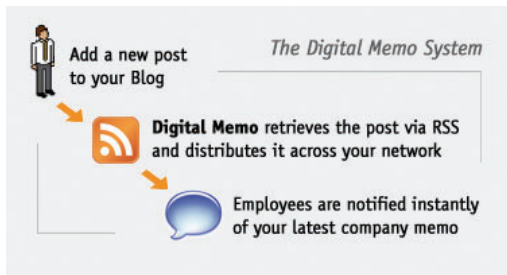 Add a new post
to your Blog
The Digital Memo System
Digital Memo retrieves the post via RSS
and distributes it across your network
Employees are notified instantly
of your latest company memo